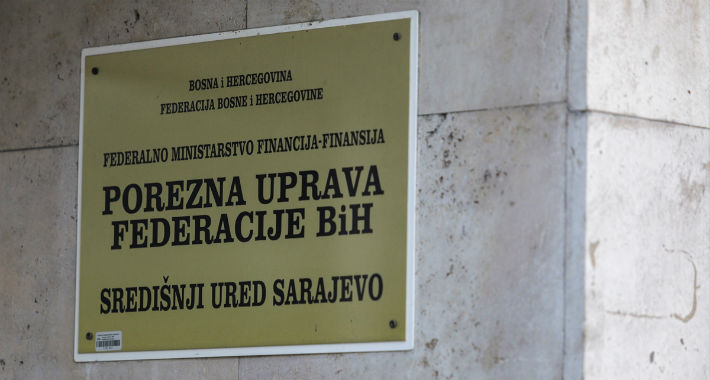 BOSNA i HERCEGOVINA
FEDERACIJA BOSNE i HERCEGOVINE
FEDERALNO MINISTARSTVO FINANCIJA-FINANSIJA
POREZNA UPRAVA
FEDERACIJE BiH
SREDIŠNJI URED SARAJEVO